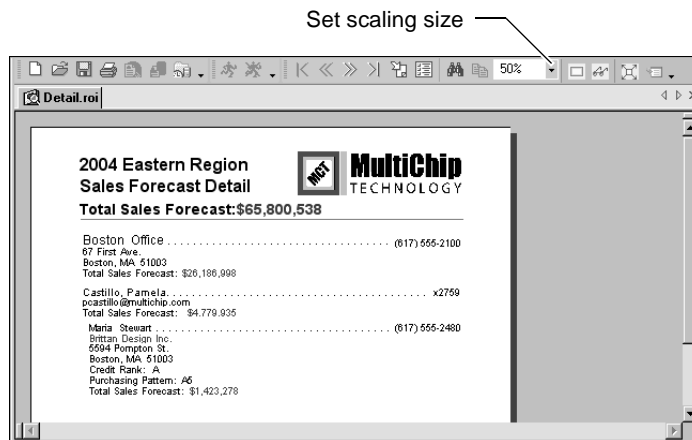 Set scaling size
50%
Detail.roi
2004 Eastern Region
Sales Forecast Detail
Total Sales Forecast:$65,800,538
MCT
MultiChip
TECHNOLOGY
Boston Office . . . . . . . . . . . . . . . . . . . . . . . . . . . . . . . . . . . . . (617) 555-2100
67 First Ave.
Boston, MA 51003
Total Sales Forecast: $26,186,998
Castillo, Pamela. . . . . . . . . . . . . . . . . . . . . . . . . . . . . . . . . . . . . . . . . . . x2759
pcastillo@multichip.com
Total Sales Forecast: $4.779.935
Maria Stewart . . . . . . . . . . . . . . . . . . . . . . . . . . . . . . . . . . . . . . . (617) 555-2480
Brittan Design Inc.
5594 Pompton St.
Boston, MA 51003
Credit Rank: A
Purchasing Pattern: A5
Total Sales Forecast: $1,423,278